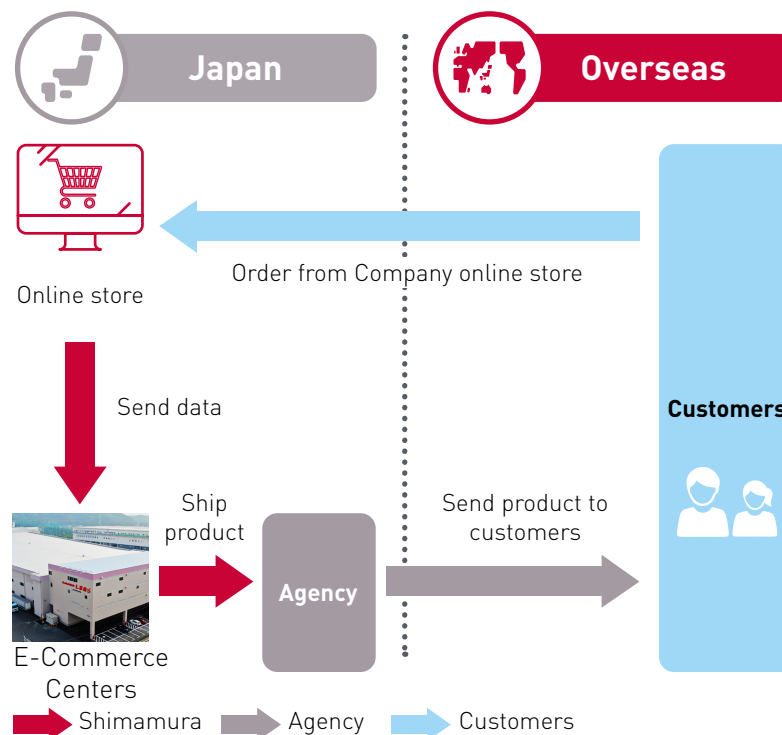 Japan
Overseas
Order from Company online store
Online store
Send data
Customers
Ship
product
Send product to
customers
Agency
E-Commerce
Centers
Shimamura
Agency
Customers